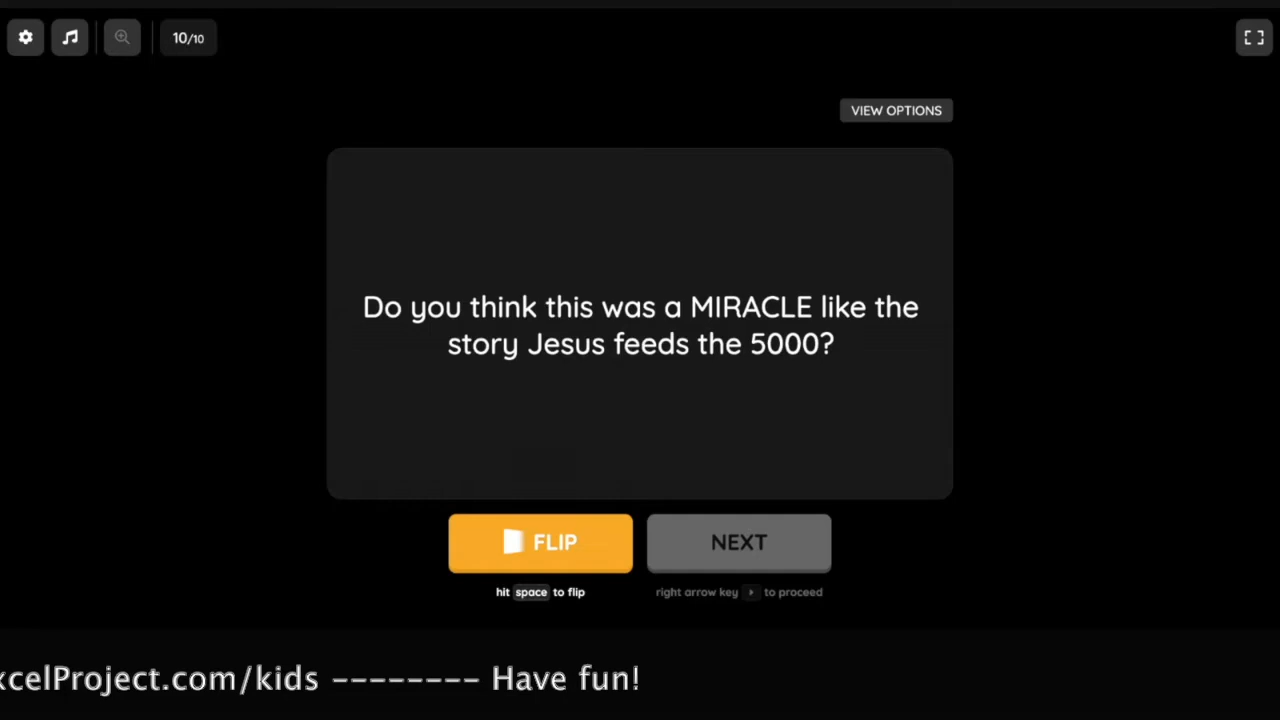 10/10
VIEW OPTIONS
Do you think this was a MIRACLE like the
story Jesus feeds the 5000?
FLIP
NEXT
hit space to flip
right arrow key to proceed
xcelProject.com/kids -------- Have fun!